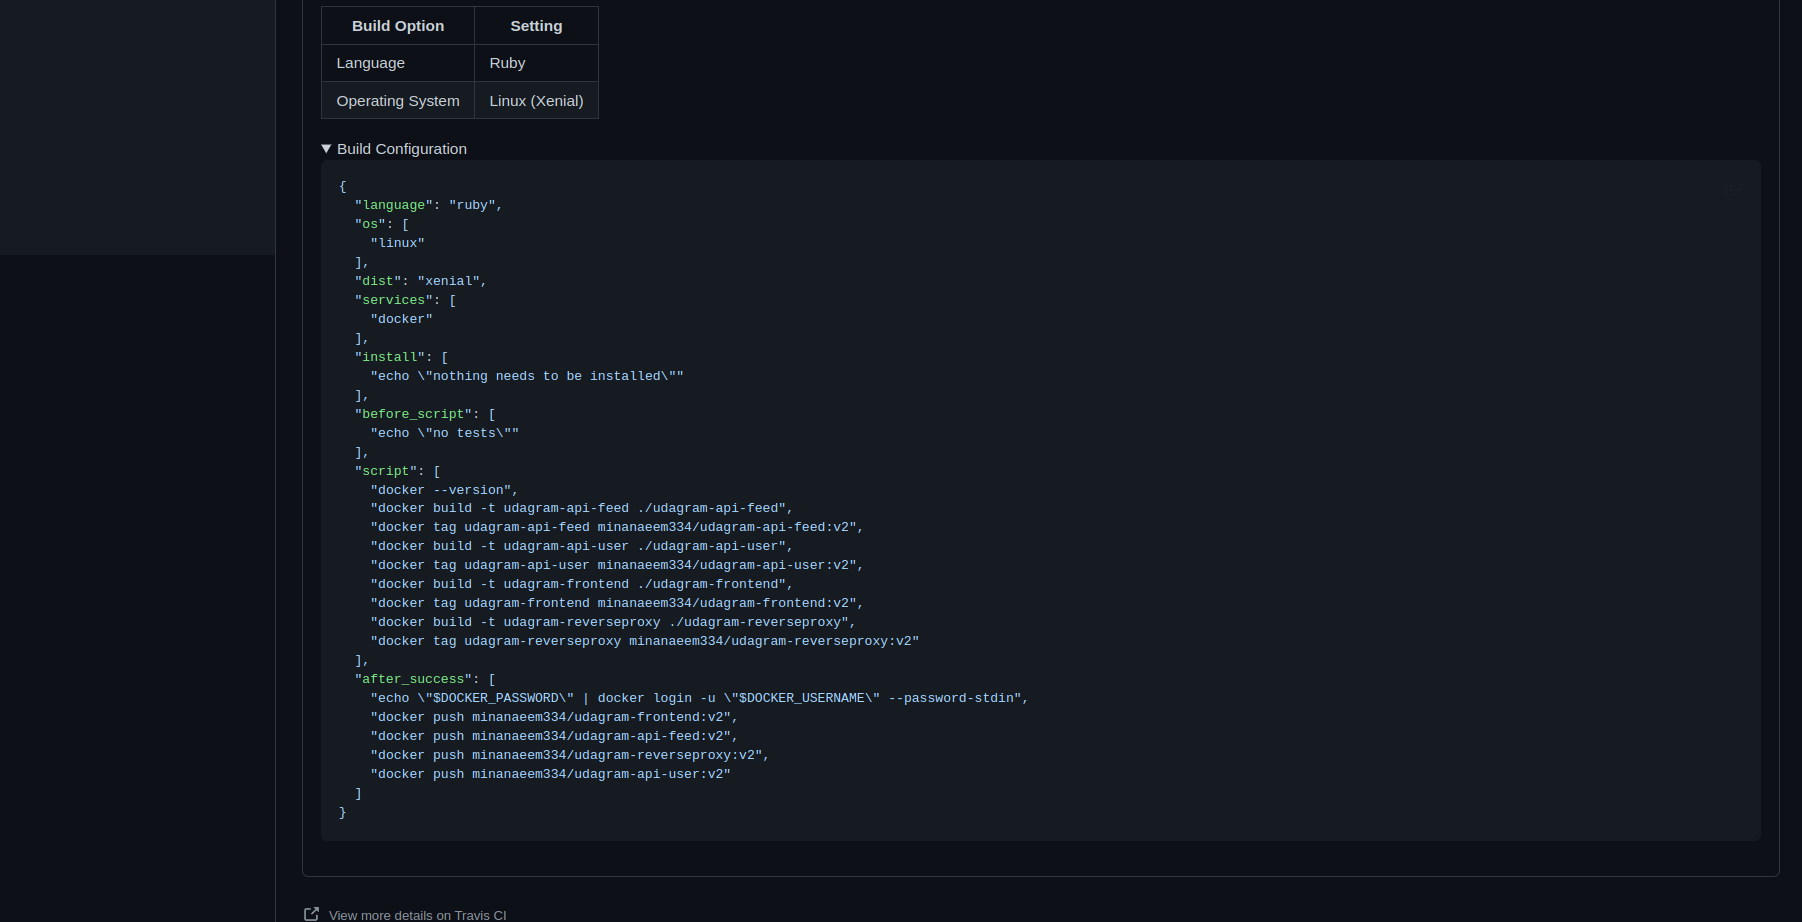 Build Option Setting
Language Ruby
Operating System Linux (Xenial)
▼ Build Configuration
{
  "language": "ruby",
  "os": [
    "linux"
  ],
  "dist": "xenial",
  "services": [
    "docker"
  ],
  "install": [
    "echo \"nothing needs to be installed\""
  ],
  "before_script": [
    "echo \"no tests\""
  ],
  "script": [
    "docker --version",
    "docker build -t udagram-api-feed ./udagram-api-feed",
    "docker tag udagram-api-feed minanaeem334/udagram-api-feed:v2",
    "docker build -t udagram-api-user ./udagram-api-user",
    "docker tag udagram-api-user minanaeem334/udagram-api-user:v2",
    "docker build -t udagram-frontend ./udagram-frontend",
    "docker tag udagram-frontend minanaeem334/udagram-frontend:v2",
    "docker build -t udagram-reverseproxy ./udagram-reverseproxy",
    "docker tag udagram-reverseproxy minanaeem334/udagram-reverseproxy:v2"
  ],
  "after_success": [
    "echo \"$DOCKER_PASSWORD\" | docker login -u \"$DOCKER_USERNAME\" --password-stdin",
    "docker push minanaeem334/udagram-frontend:v2",
    "docker push minanaeem334/udagram-api-feed:v2",
    "docker push minanaeem334/udagram-reverseproxy:v2",
    "docker push minanaeem334/udagram-api-user:v2"
  ]
}
View more details on Travis CI